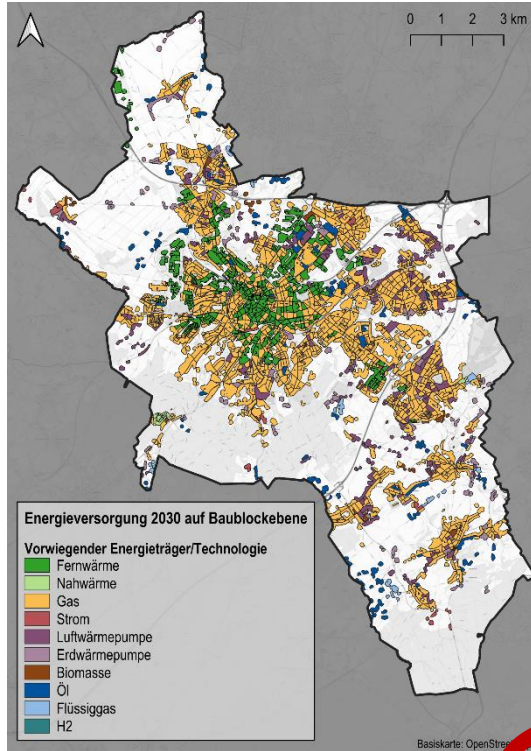 0 1 2 3 km
Energieversorgung 2030 auf Baublockebene
Vorwiegender Energieträger/Technologie
Fernwärme
Nahwärme
Gas
Strom
Luftwärmepumpe
Erdwärmepumpe
Biomasse
Öl
Flüssiggas
H2
Basiskarte: OpenStree